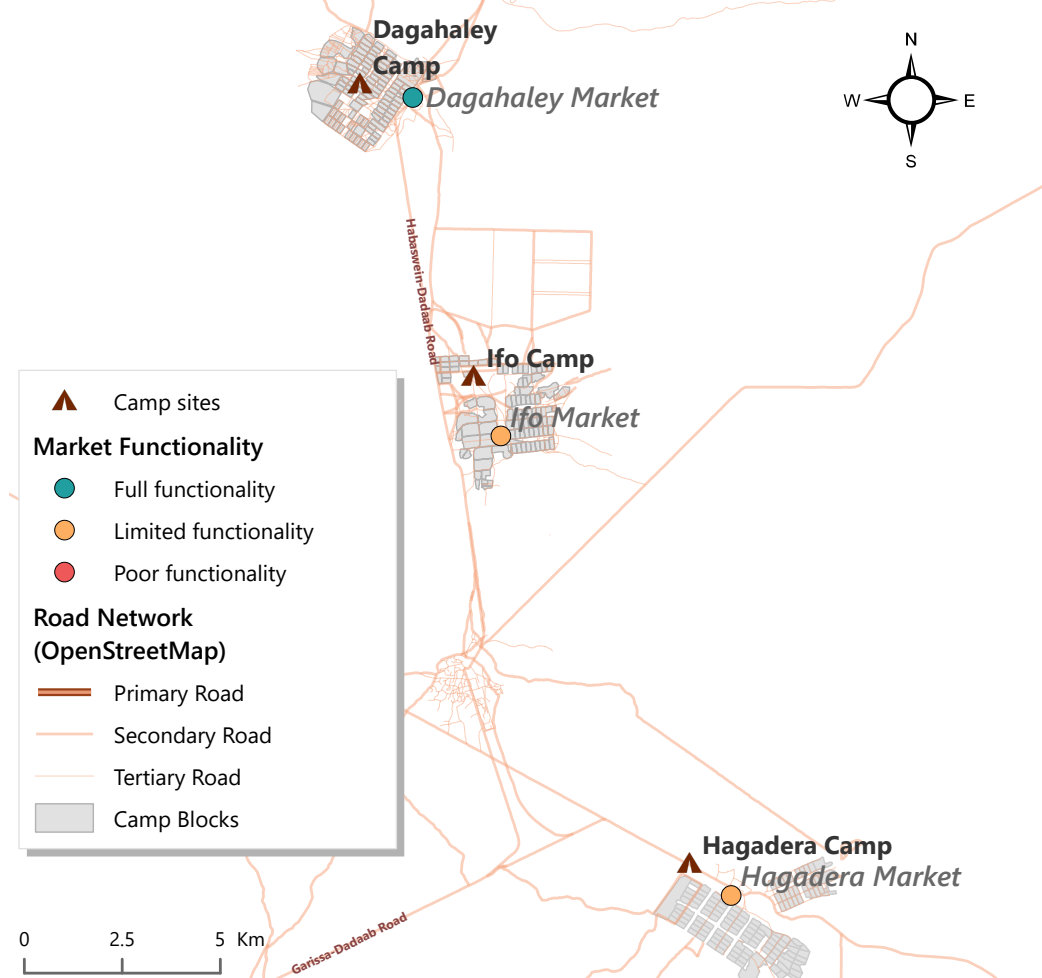 Dagahaley
Camp
Dagahaley Market
N
W
E
S
Habaswein-Dadaab Road
Ifo Camp
Ifo Market
Camp sites
Market Functionality
Full functionality
Limited functionality
Poor functionality
Road Network
(OpenStreetMap)
Primary Road
Secondary Road
Tertiary Road
Camp Blocks
Hagadera Camp
Hagadera Market
Garissa-Dadaab Road
0 2.5 5 Km